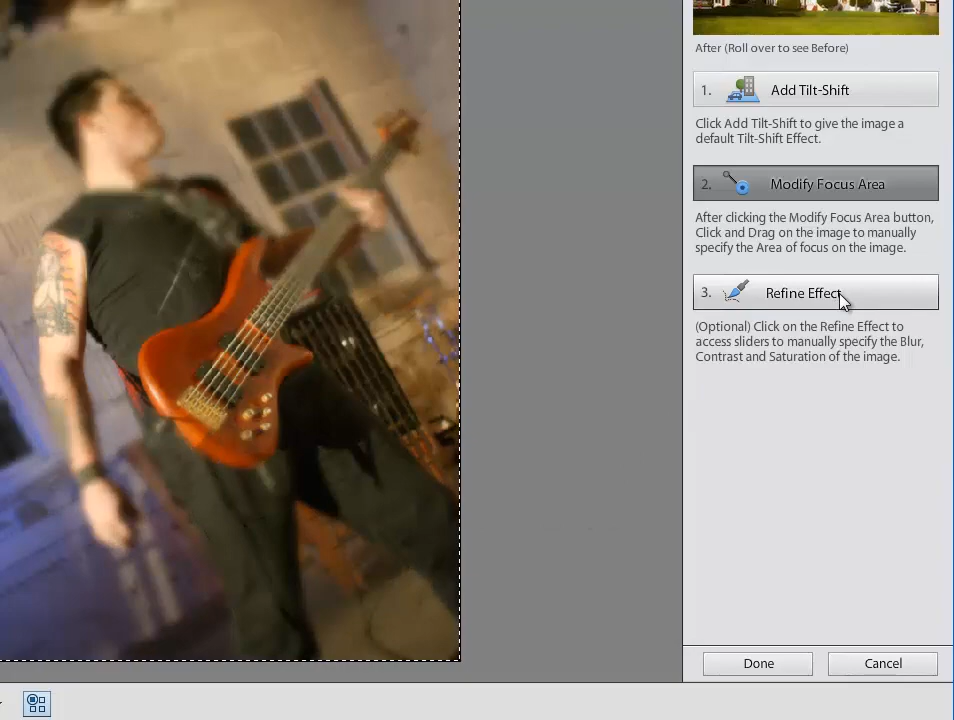 After (Roll over to see Before)
1. Add Tilt-Shift
Click Add Tilt-Shift to give the image a
default Tilt-Shift Effect.
2. Modify Focus Area
After clicking the Modify Focus Area button,
Click and Drag on the image to manually
specify the Area of focus on the image.
3. Refine Effect
(Optional) Click on the Refine Effect to
access sliders to manually specify the Blur,
Contrast and Saturation of the image.
Done Cancel